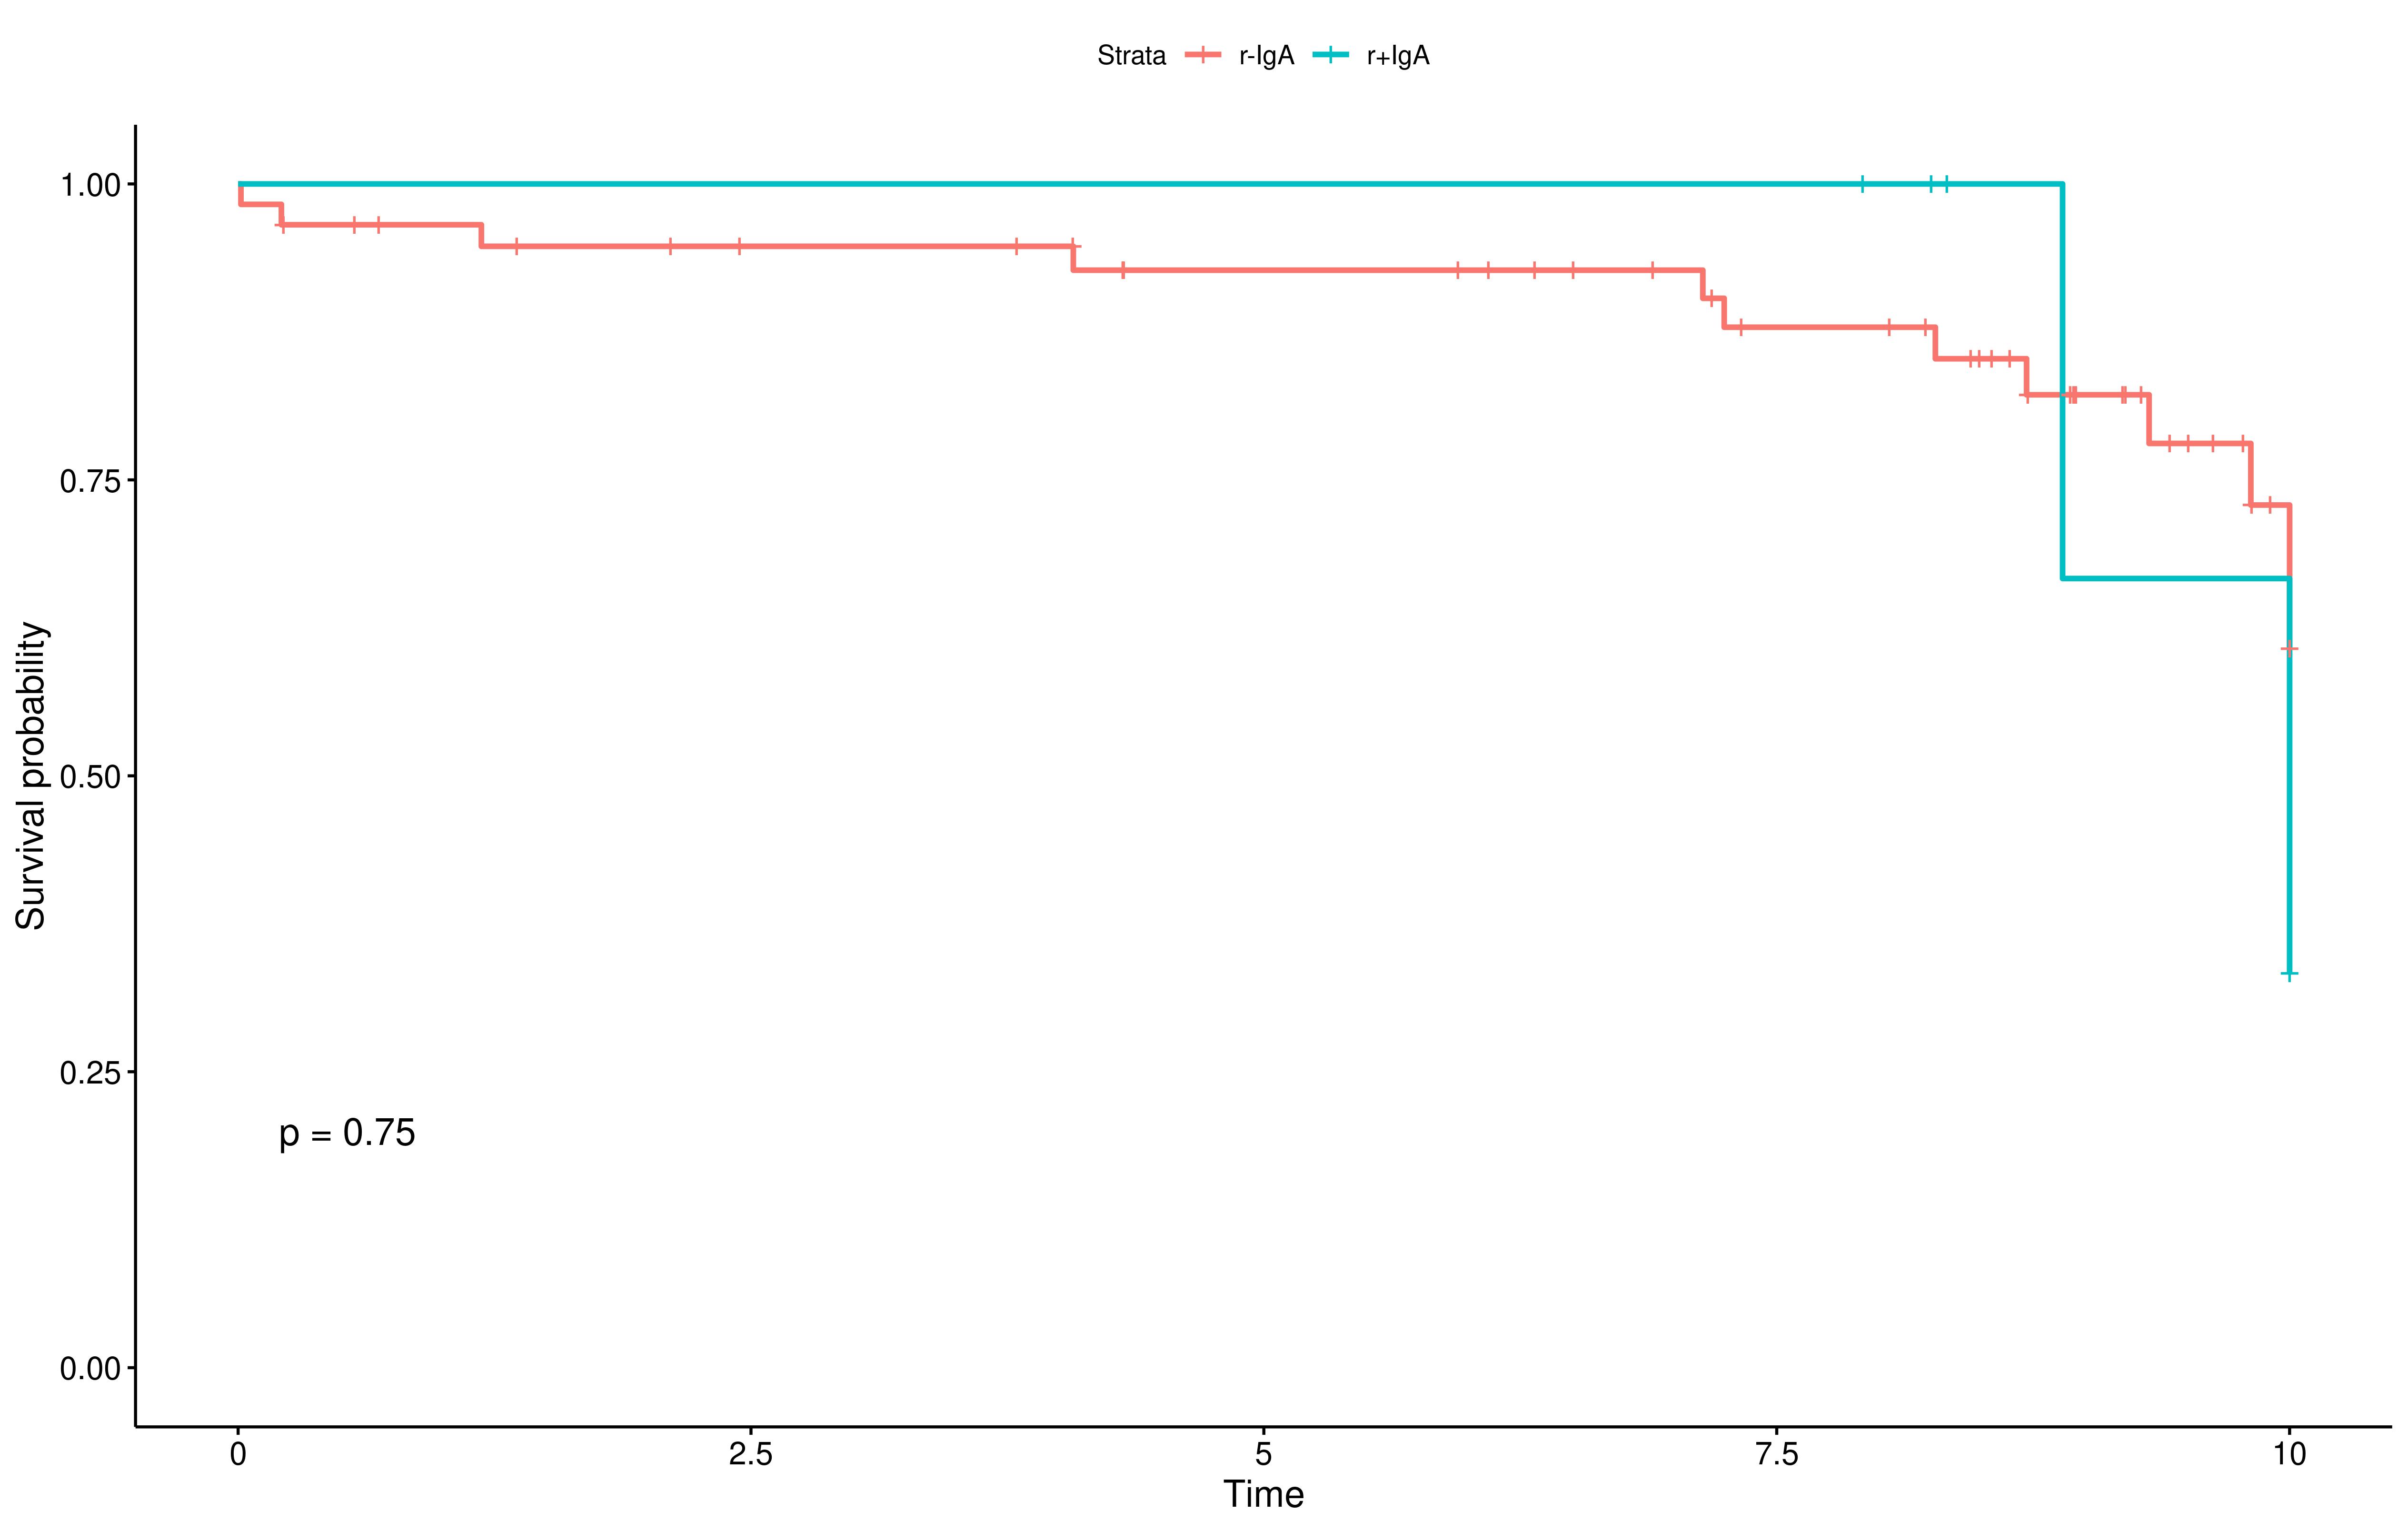 Strata r-IgA r+IgA
1.00
0.75
0.50
0.25
0.00
Survival probability
p = 0.75
0 2.5 5 7.5 10
Time